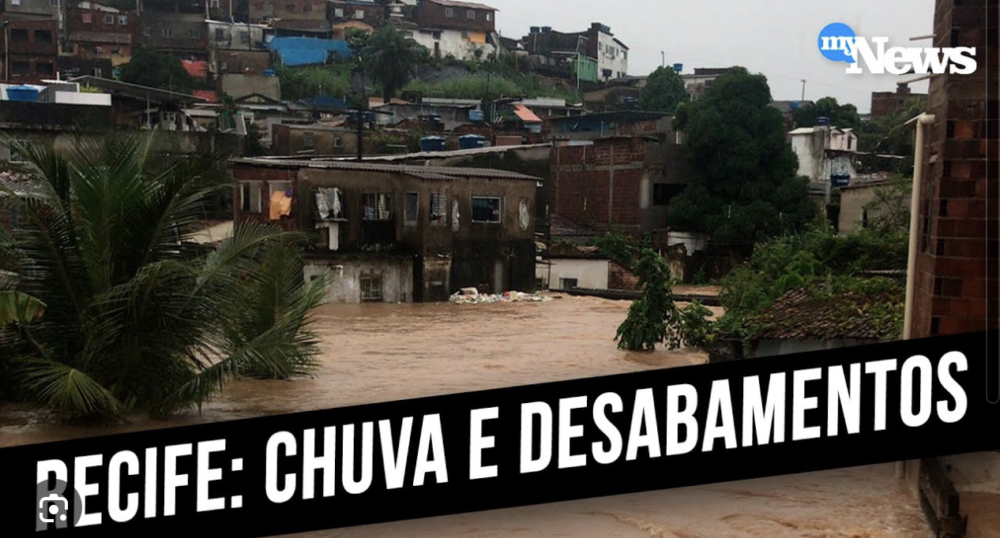 myNews
RECIFE: CHUVA E DESABAMENTOS